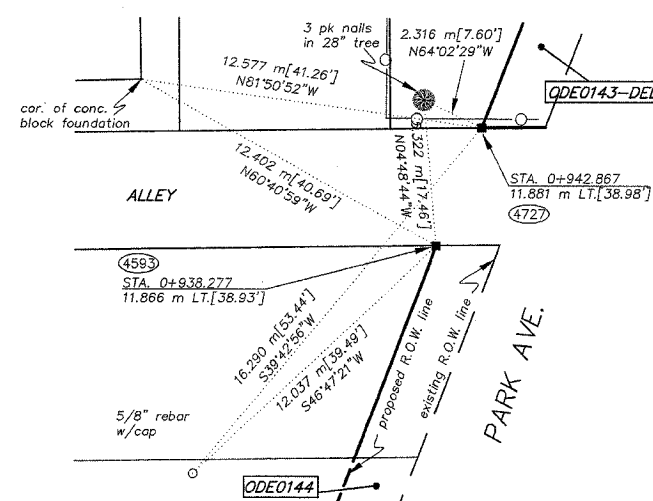 3 pk nails
in 28" tree
2.316 m[7.60']
N64°02'29"W
12.577 m[41.26']
N81°50'52"W
ODE0143-DEL
cor. of conc.
block foundation
5.322 m[17.46']
N04°48'44"W
12.402 m[40.69']
N60°40'59"W
STA. 0+942.867
11.881 m LT.[38.98']
4727
ALLEY
4593
STA. 0+938.277
11.866 m LT.[38.93']
16.290 m[53.44']
S39°42'56"W
12.037 m[39.49']
S46°47'21"W
proposed R.O.W. line
existing R.O.W. line
PARK AVE.
5/8" rebar
w/cap
ODE0144